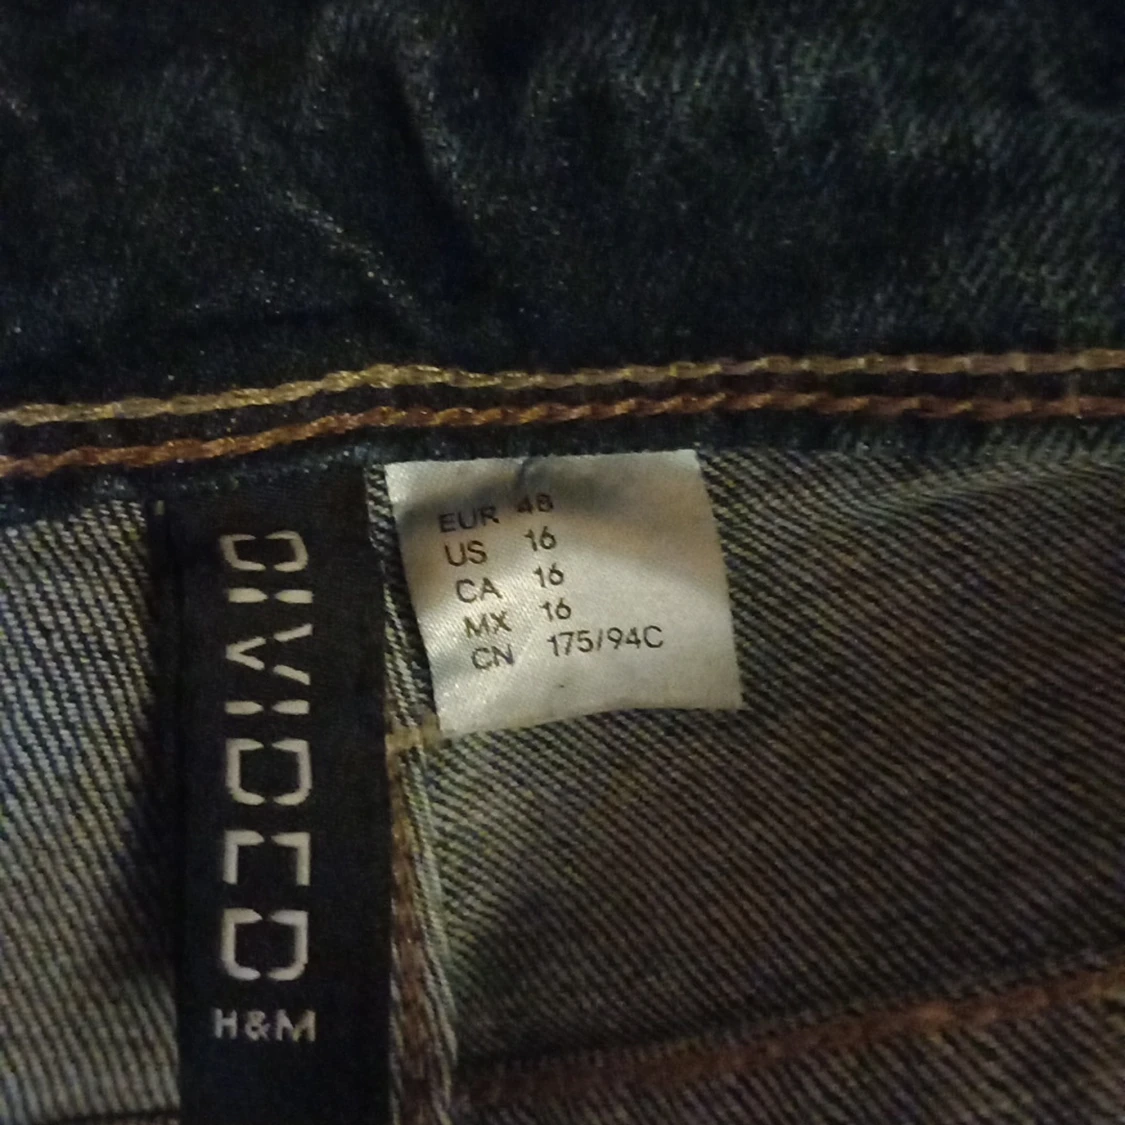 DIVIDED
H&M
EUR 48
US 16
CA 16
MX 16
CN 175/94C